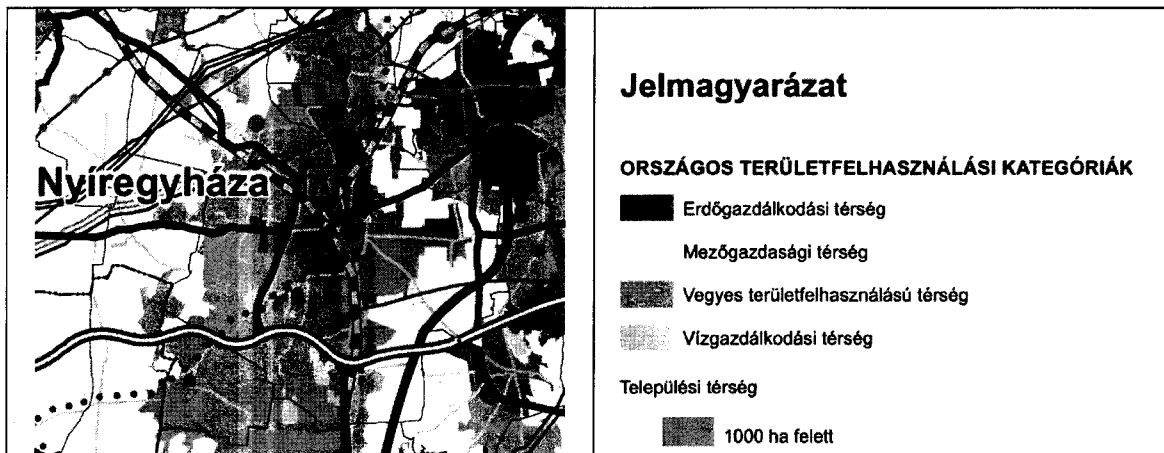 Nyíregyháza
Jelmagyarázat
ORSZÁGOS TERÜLETFELHASZNÁLÁSI KATEGÓRIÁK
Erdőgazdálkodási térség
Mezőgazdasági térség
Vegyes területfelhasználású térség
Vízgazdálkodási térség
Települési térség
1000 ha felett